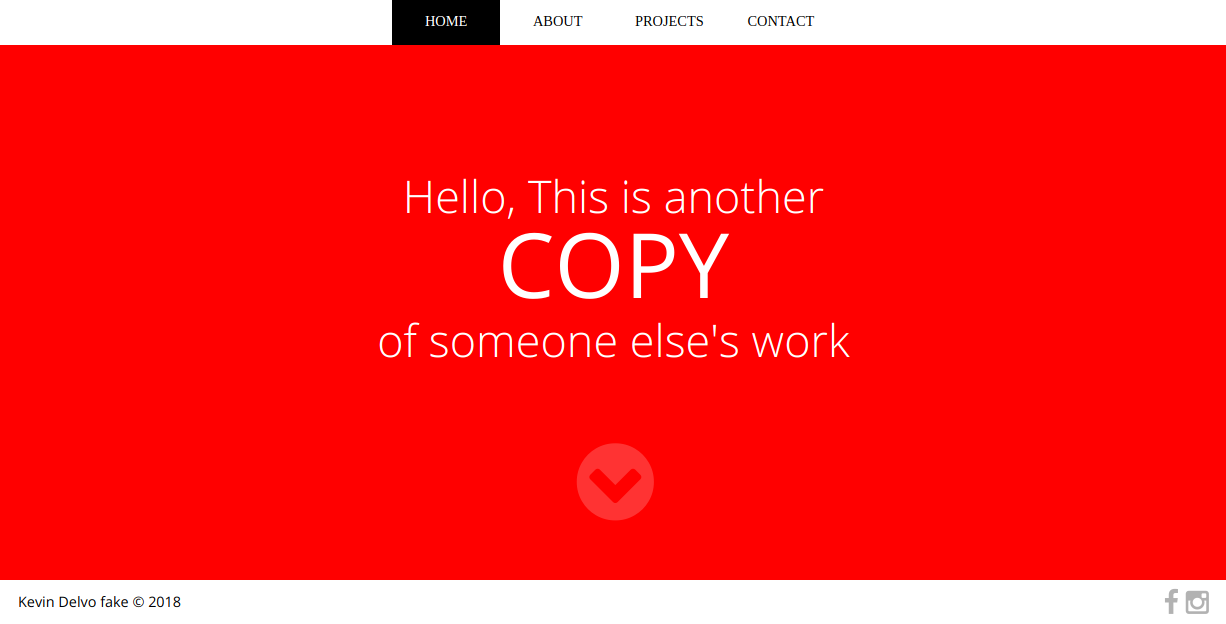 HOME ABOUT PROJECTS CONTACT
Hello, This is another
COPY
of someone else's work
Kevin Delvo fake © 2018